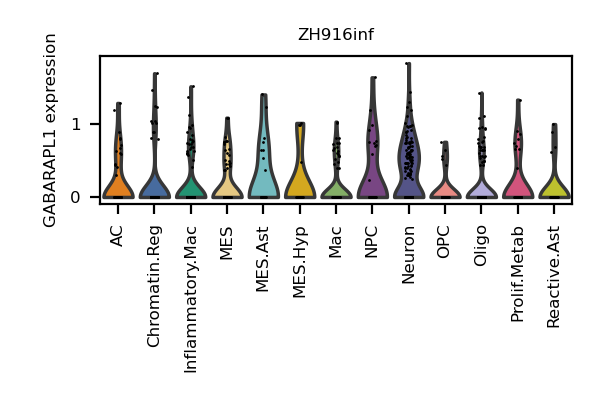 ZH916inf
GABARAPL1 expression
1
0
AC
Chromatin.Reg
Inflammatory.Mac
MES
MES.Ast
MES.Hyp
Mac
NPC
Neuron
OPC
Oligo
Prolif.Metab
Reactive.Ast